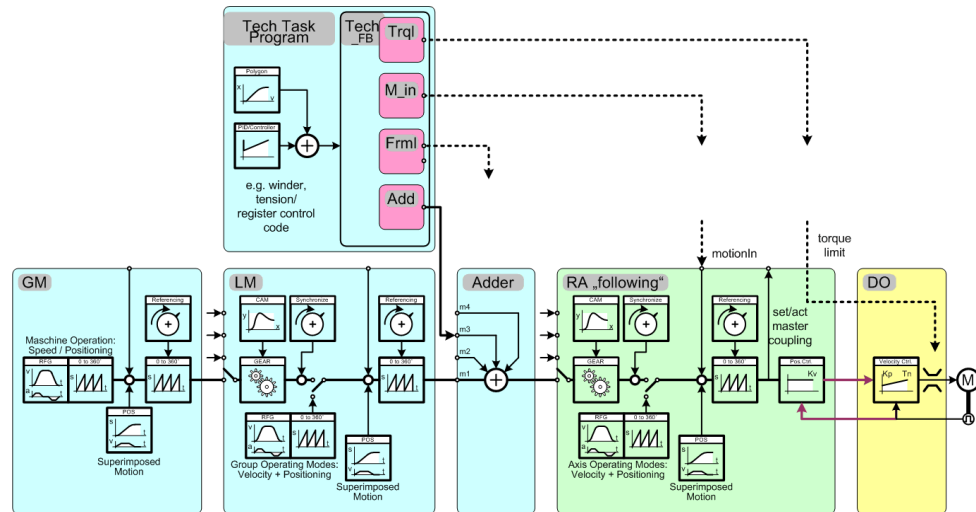 Tech Task
Program
Tech
_FB
Trql
M_in
Frml
Add
Polygon
x
y
PID/Controller
e.g. winder,
tension/
register control
code
motionIn
torque
limit
GM
Referencing
Maschine Operation:
Speed / Positioning
RFG
v
a
t
0 to 360°
s
0 to 360°
s
POS
s
v
t
t
Superimposed
Motion
LM
CAM
y
x
Synchronize
Referencing
GEAR
0 to 360°
s
RFG
v
a
t
0 to 360°
s
Group Operating Modes:
Velocity + Positioning
POS
s
v
t
t
Superimposed
Motion
Adder
m4
m3
m2
m1
RA „following“
CAM
y
x
Synchronize
Referencing
GEAR
0 to 360°
s
RFG
v
a
t
0 to 360°
s
Axis Operating Modes:
Velocity + Positioning
POS
s
v
t
t
Superimposed
Motion
set/act
master
coupling
Pos.Ctrl.
Kv
DO
Velocity Ctrl.
Kp Tn
M